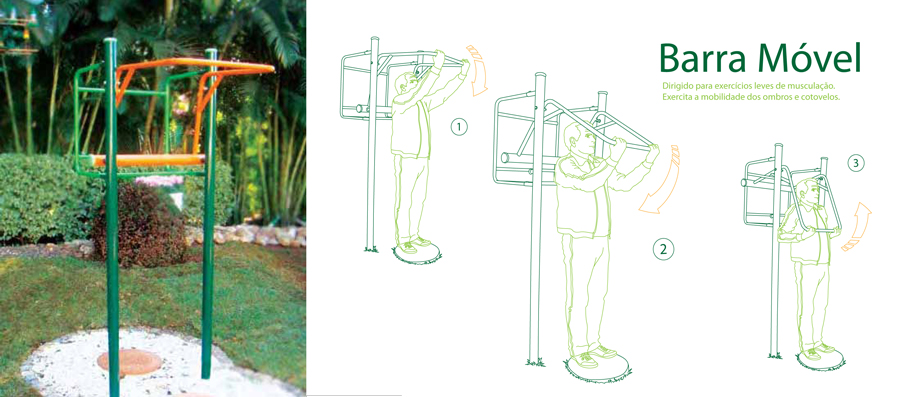 Barra Móvel
Dirigido para exercícios leves de musculação.
Exercita a mobilidade dos ombros e cotovelos.
1
2
3